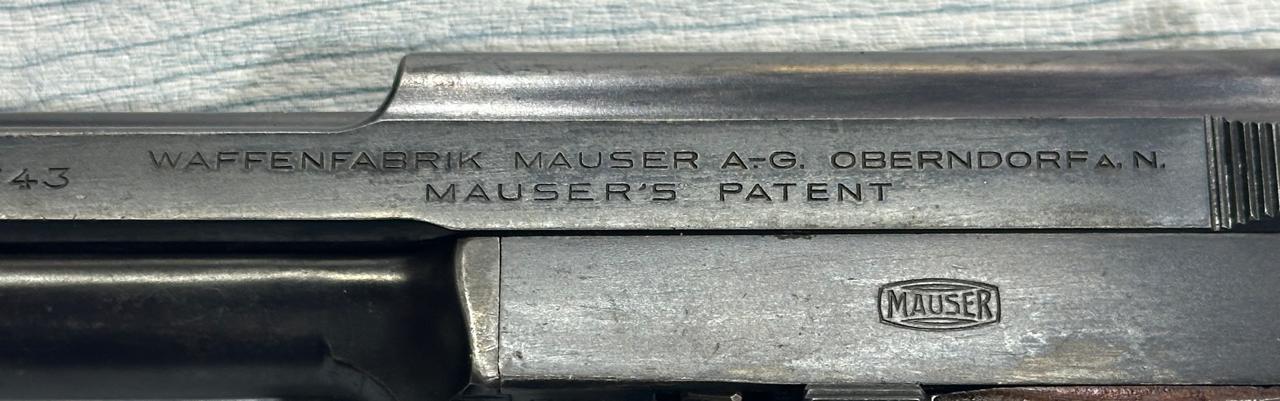 43
WAFFENFABRIK MAUSER A.-G. OBERNDORF A. N.
MAUSER'S PATENT
MAUSER